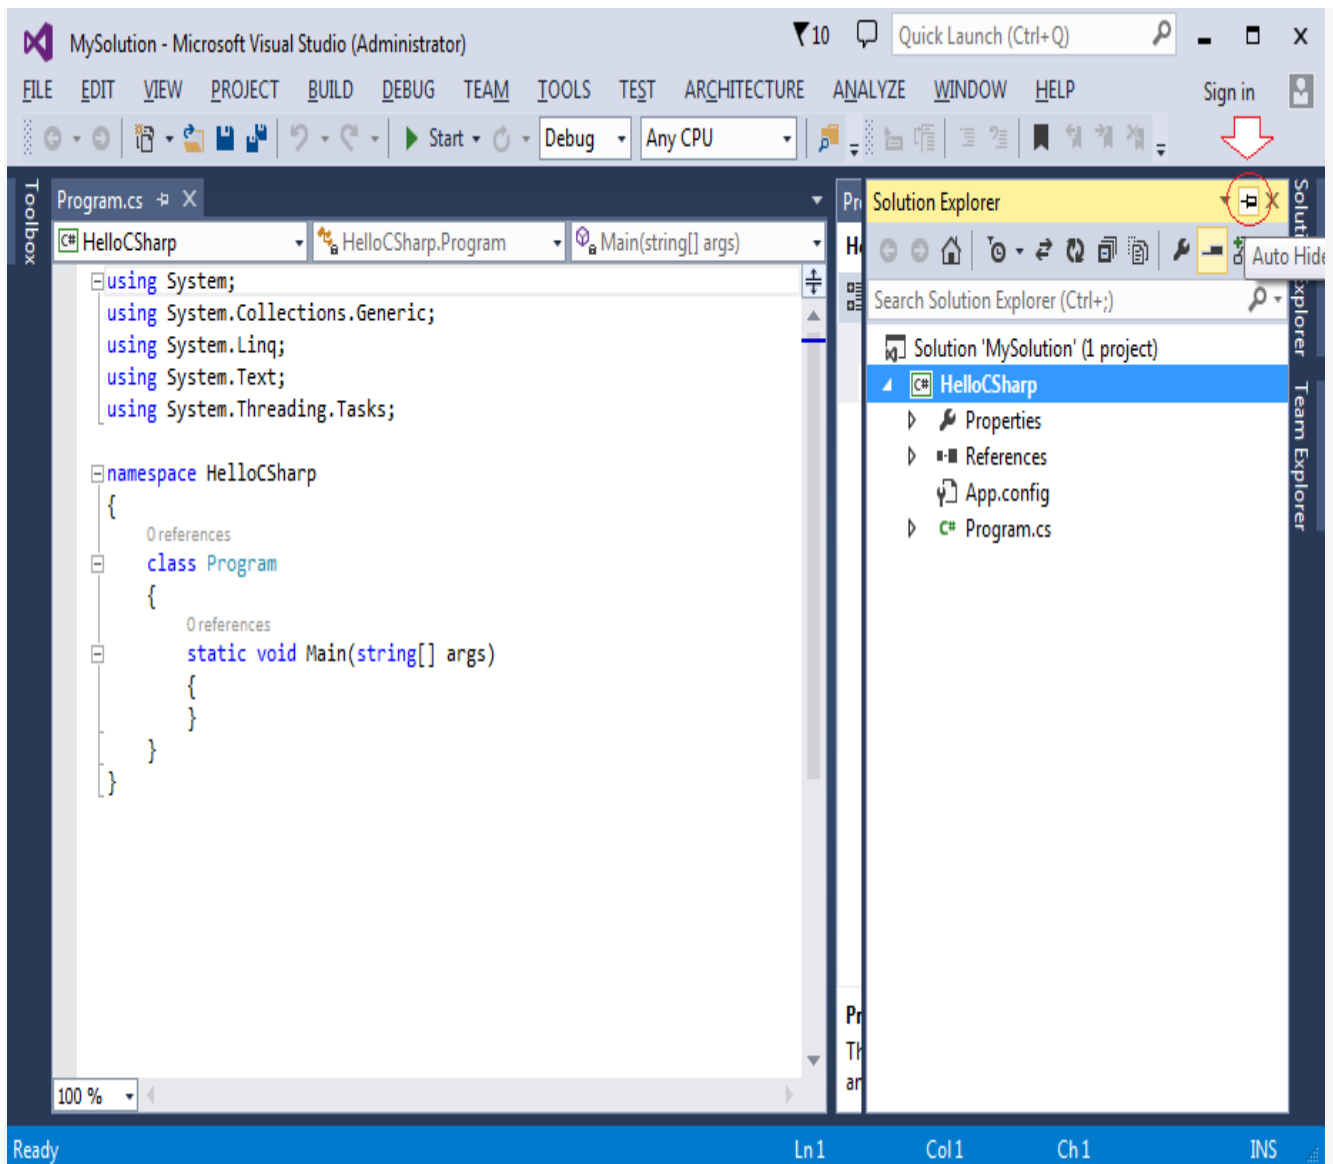 MySolution - Microsoft Visual Studio (Administrator)
10
Quick Launch (Ctrl+Q)
FILE EDIT VIEW PROJECT BUILD DEBUG TEAM TOOLS TEST ARCHITECTURE ANALYZE WINDOW HELP Sign in
Start Debug Any CPU
Toolbox
Program.cs
HelloCSharp HelloCSharp.Program Main(string[] args)
using System;
using System.Collections.Generic;
using System.Linq;
using System.Text;
using System.Threading.Tasks;
namespace HelloCSharp
{
0 references
class Program
{
0 references
static void Main(string[] args)
{
}
}
}
100 %
Solution Explorer
Auto Hide
Search Solution Explorer (Ctrl+;)
Solution 'MySolution' (1 project)
C# HelloCSharp
Properties
References
App.config
C# Program.cs
Team Explorer
Ready Ln 1 Col 1 Ch 1 INS